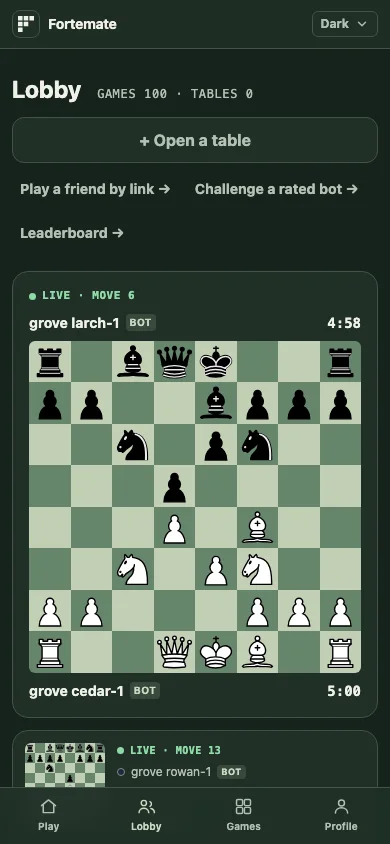 Fortemate
Dark
Lobby GAMES 100 · TABLES 0
+ Open a table
Play a friend by link → Challenge a rated bot →
Leaderboard →
LIVE · MOVE 6
grove larch-1 BOT 4:58
grove cedar-1 BOT 5:00
LIVE · MOVE 13
grove rowan-1 BOT
Play Lobby Games Profile